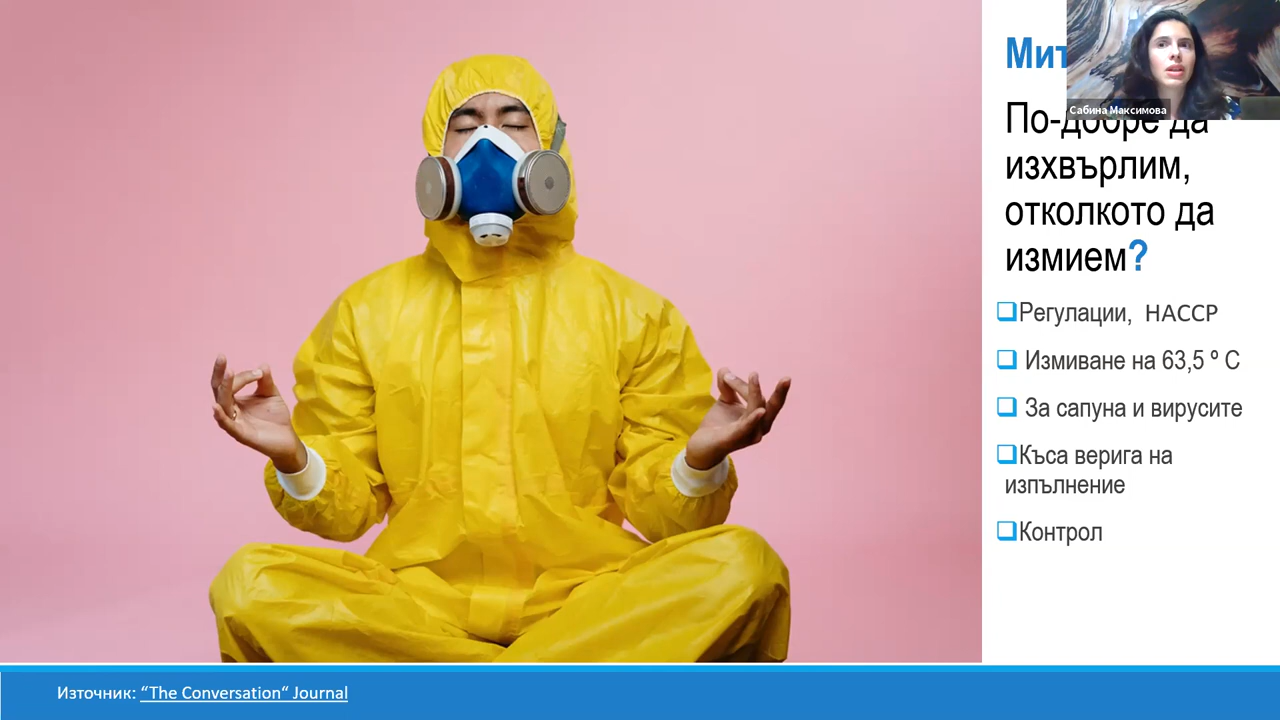 Сабина Максимова
По-добре да
изхвърлим,
отколкото да
измием?
Регулации, HACCP
Измиване на 63,5 º C
За сапуна и вирусите
Къса верига на
изпълнение
Контрол
Източник: “The Conversation“ Journal